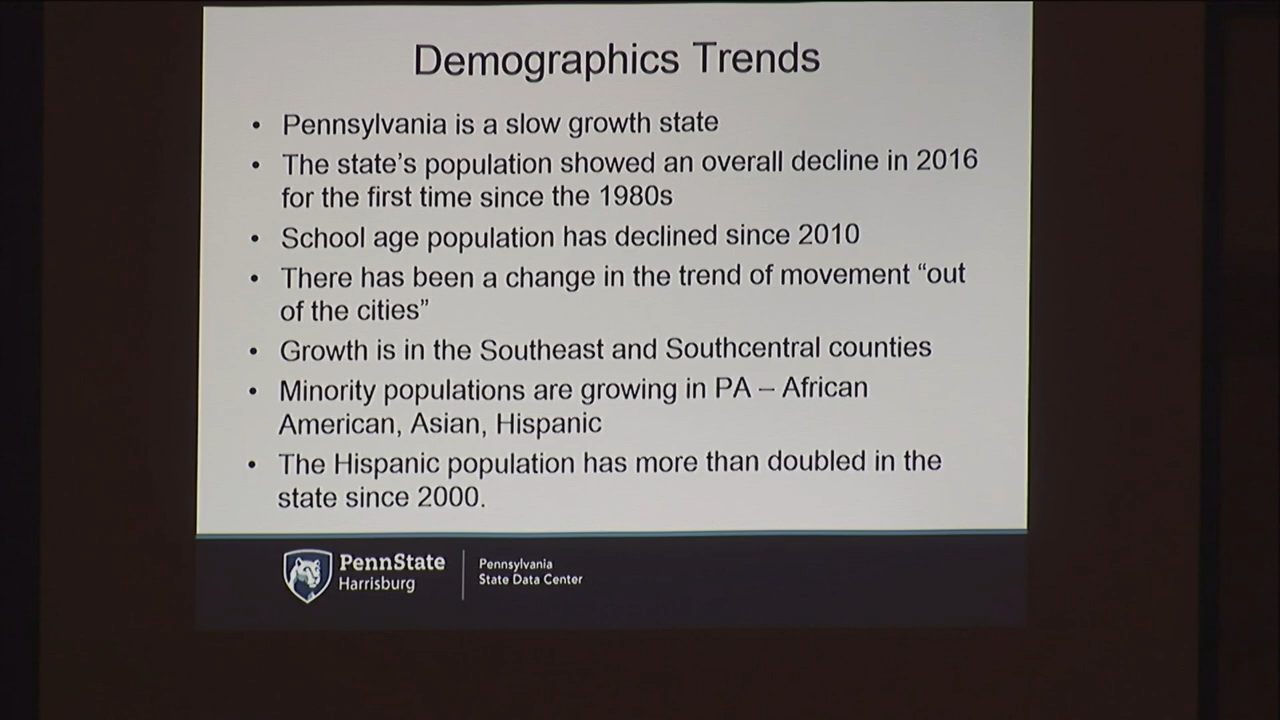 Demographics Trends
• Pennsylvania is a slow growth state
• The state's population showed an overall decline in 2016
for the first time since the 1980s
• School age population has declined since 2010
• There has been a change in the trend of movement “out
of the cities”
• Growth is in the Southeast and Southcentral counties
• Minority populations are growing in PA – African
American, Asian, Hispanic
• The Hispanic population has more than doubled in the
state since 2000.
PennState
Harrisburg
Pennsylvania
State Data Center